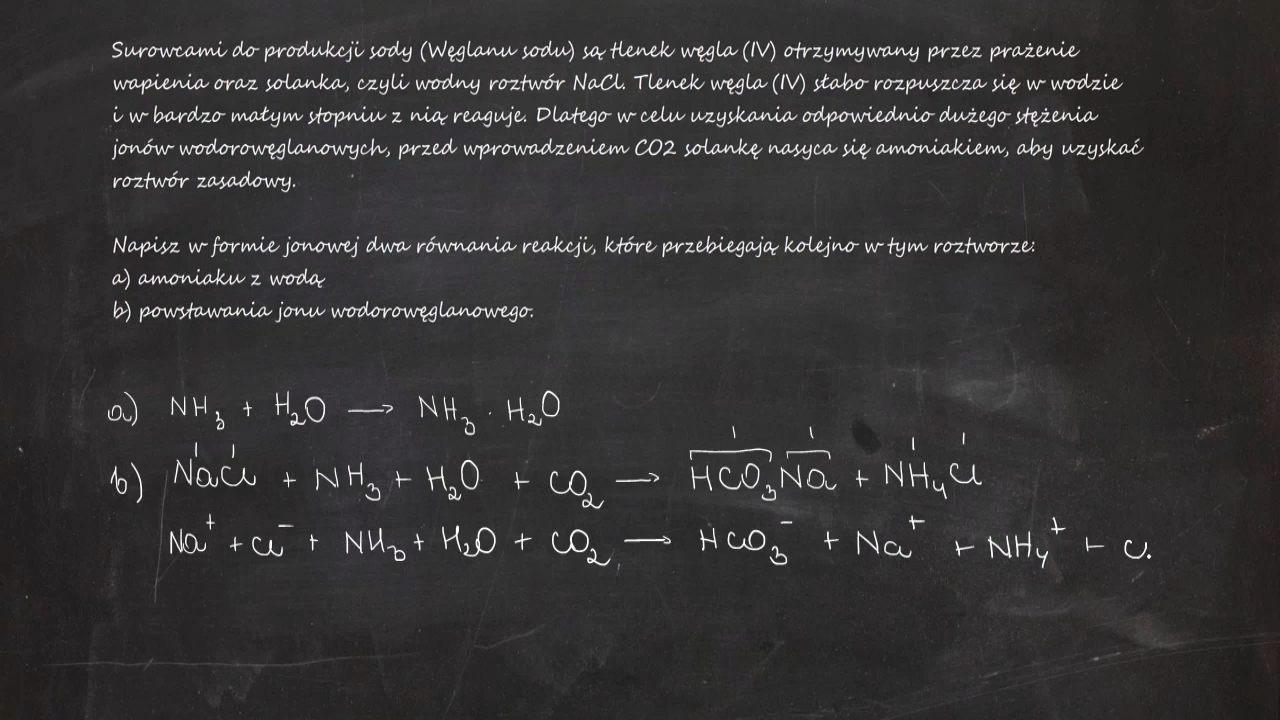 Surowcami do produkcji sody (Węglanu sodu) są tlenek węgla (IV) otrzymywany przez prażenie
wapienia oraz solanka, czyli wodny roztwór NaCl. Tlenek węgla (IV) słabo rozpuszcza się w wodzie
i w bardzo małym stopniu z nią reaguje. Dlatego w celu uzyskania odpowiednio dużego stężenia
jonów wodorowęglanowych, przed wprowadzeniem CO2 solankę nasyca się amoniakiem, aby uzyskać
roztwór zasadowy.
Napisz w formie jonowej dwa równania reakcji, które przebiegają kolejno w tym roztworze:
a) amoniaku z wodą
b) powstawania jonu wodorowęglanowego.
a) NH₃ + H₂O → NH₃ · H₂O
I I I I I I
b) NaCl + NH₃ + H₂O + CO₂ → HCO₃Na + NH₄Cl
Na⁺ + Cl⁻ + NH₃ + H₂O + CO₂ → HCO₃⁻ + Na⁺ + NH₄⁺ + Cl